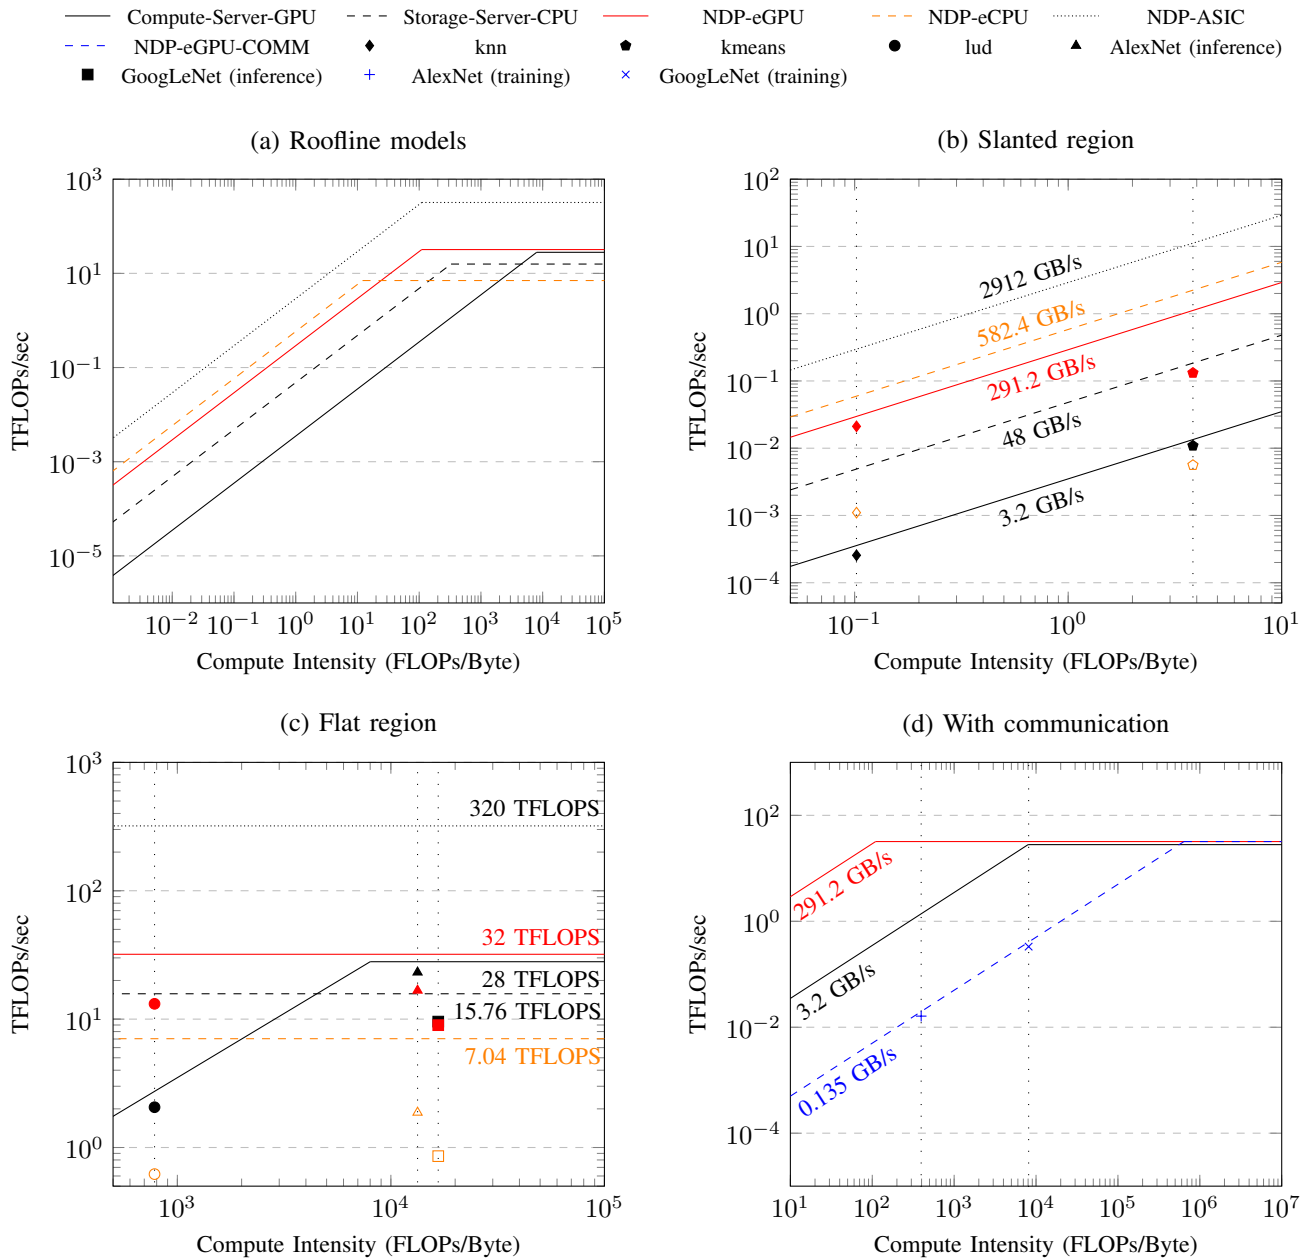 Compute-Server-GPU Storage-Server-CPU NDP-eGPU NDP-eCPU NDP-ASIC
NDP-eGPU-COMM knn kmeans lud AlexNet (inference)
GoogLeNet (inference) AlexNet (training) GoogLeNet (training)
(a) Roofline models
10^3
10^1
10^−1
10^−3
10^−5
TFLOPs/sec
10^−2 10^−1 10^0 10^1 10^2 10^3 10^4 10^5
Compute Intensity (FLOPs/Byte)
(b) Slanted region
10^2
10^1
10^0
10^−1
10^−2
10^−3
10^−4
TFLOPs/sec
2912 GB/s
582.4 GB/s
291.2 GB/s
48 GB/s
3.2 GB/s
10^−1 10^0 10^1
Compute Intensity (FLOPs/Byte)
(c) Flat region
10^3
10^2
10^1
10^0
TFLOPs/sec
320 TFLOPS
32 TFLOPS
28 TFLOPS
15.76 TFLOPS
7.04 TFLOPS
10^3 10^4 10^5
Compute Intensity (FLOPs/Byte)
(d) With communication
10^2
10^0
10^−2
10^−4
TFLOPs/sec
291.2 GB/s
3.2 GB/s
0.135 GB/s
10^1 10^2 10^3 10^4 10^5 10^6 10^7
Compute Intensity (FLOPs/Byte)